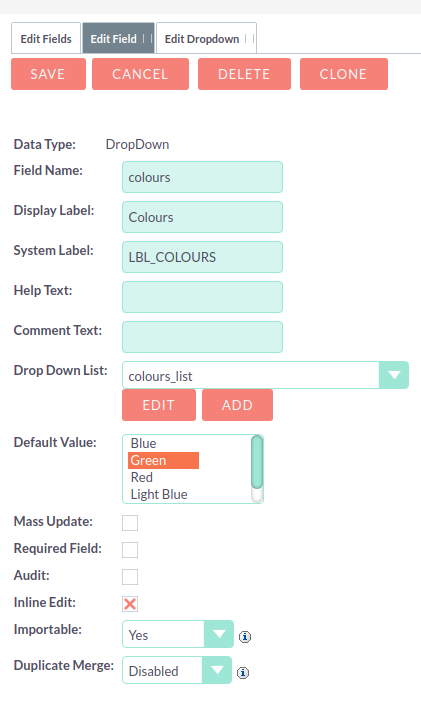 Edit Fields Edit Field Edit Dropdown
SAVE CANCEL DELETE CLONE
Data Type: DropDown
Field Name: colours
Display Label: Colours
System Label: LBL_COLOURS
Help Text:
Comment Text:
Drop Down List: colours_list
EDIT ADD
Default Value: Blue
Green
Red
Light Blue
Mass Update:
Required Field:
Audit:
Inline Edit:
Importable: Yes
Duplicate Merge: Disabled